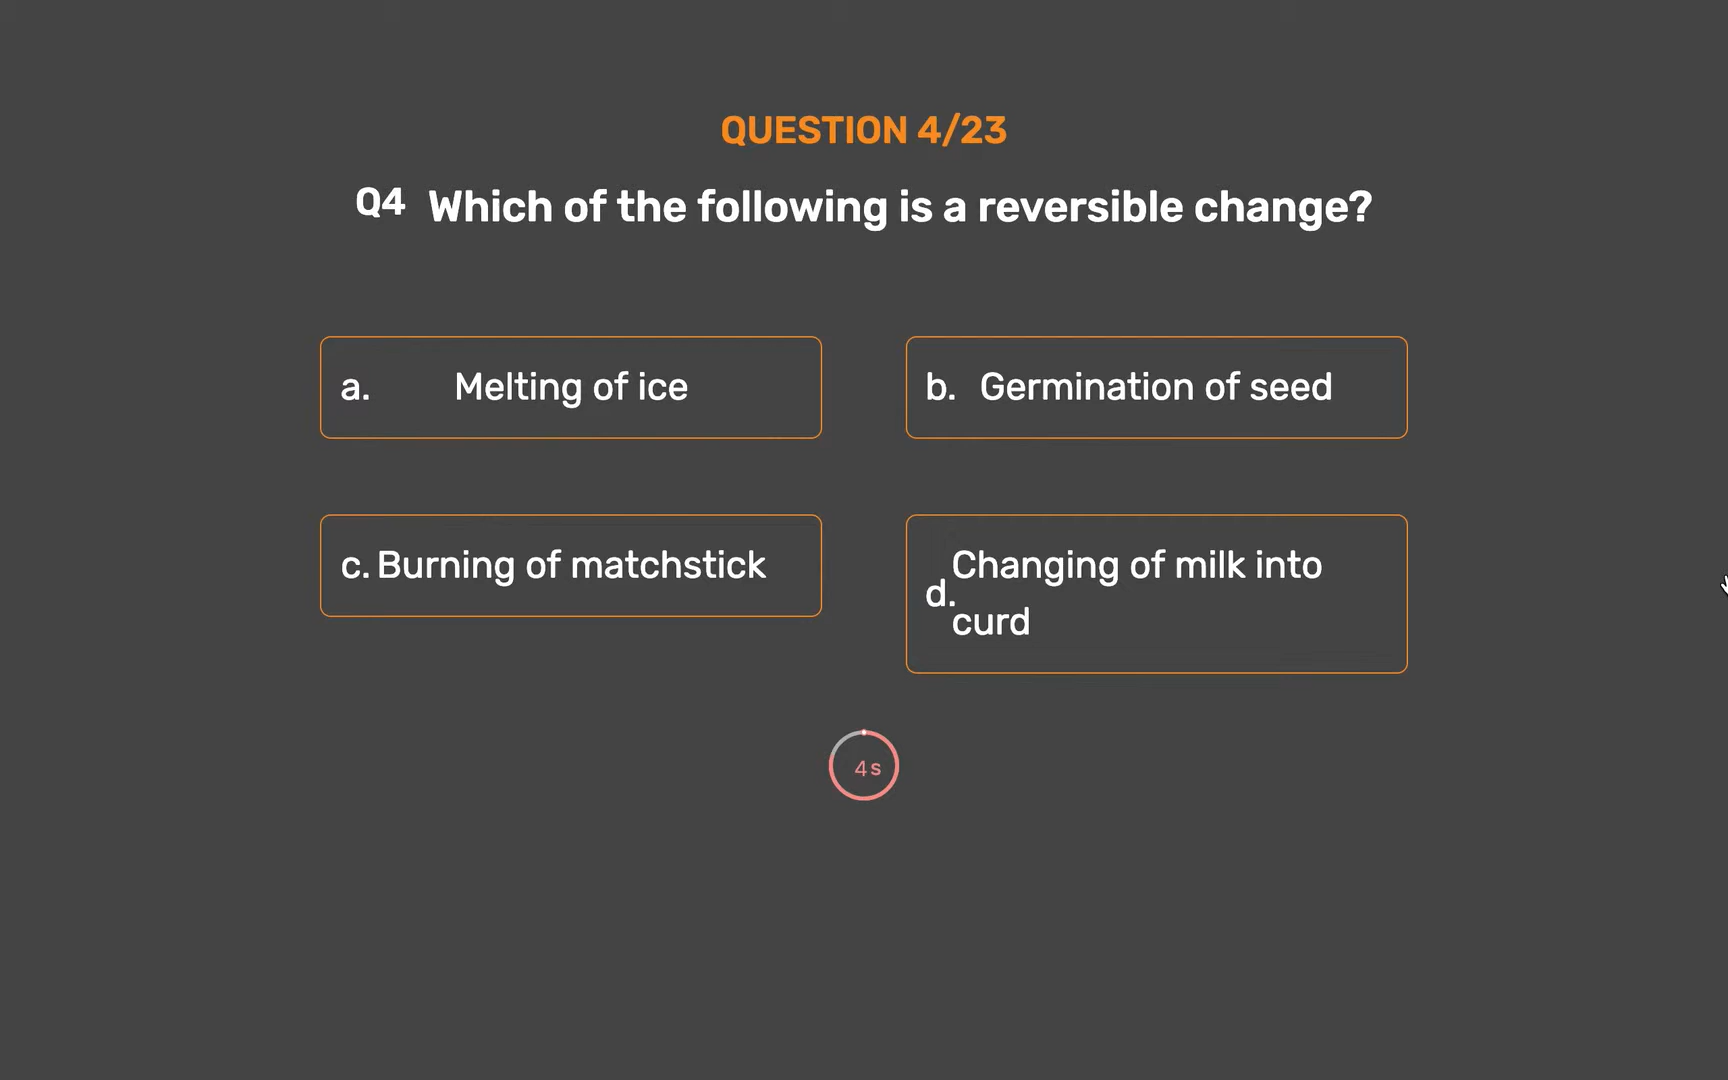 QUESTION 4/23
Q4 Which of the following is a reversible change?
a. Melting of ice
b. Germination of seed
c. Burning of matchstick
d. Changing of milk into
curd
4 s